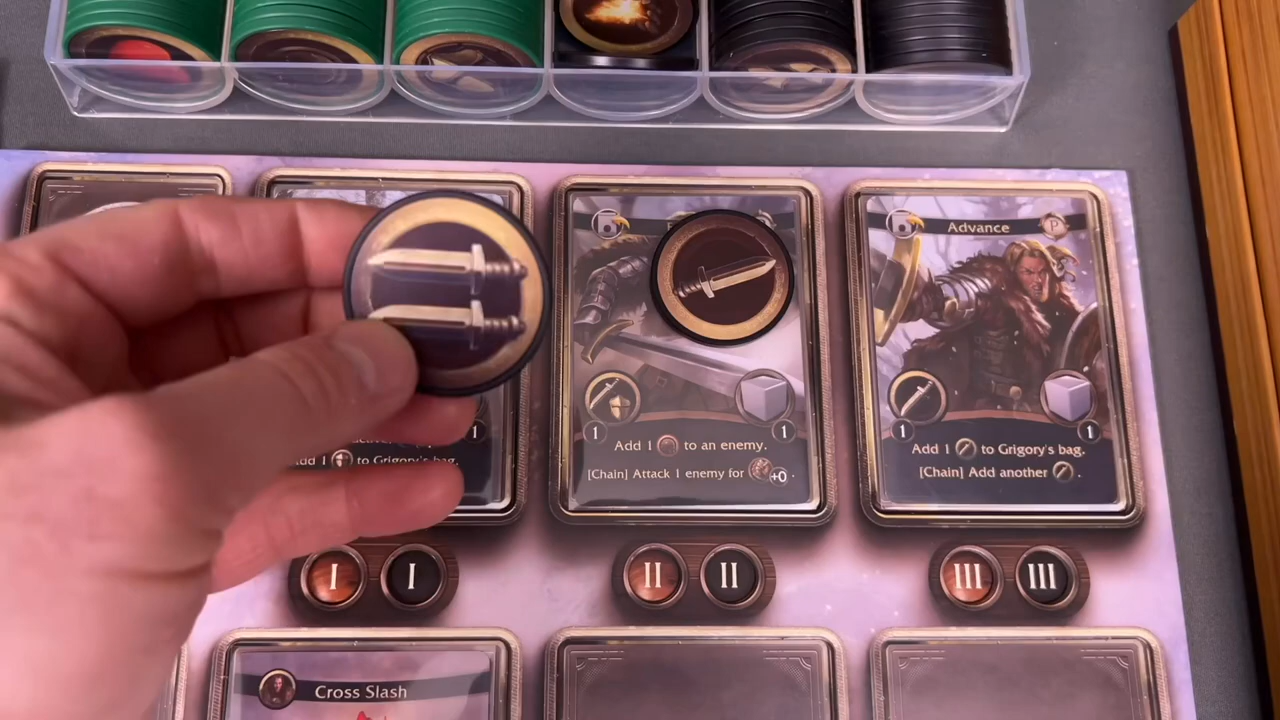 Advance
P
1
1
1
1
1
Add 1 to an enemy.
[Chain] Attack 1 enemy for +0.
Add 1 to Grigory's bag.
[Chain] Add another.
add 1 to Grigory's bag.
I I
II II
III III
Cross Slash